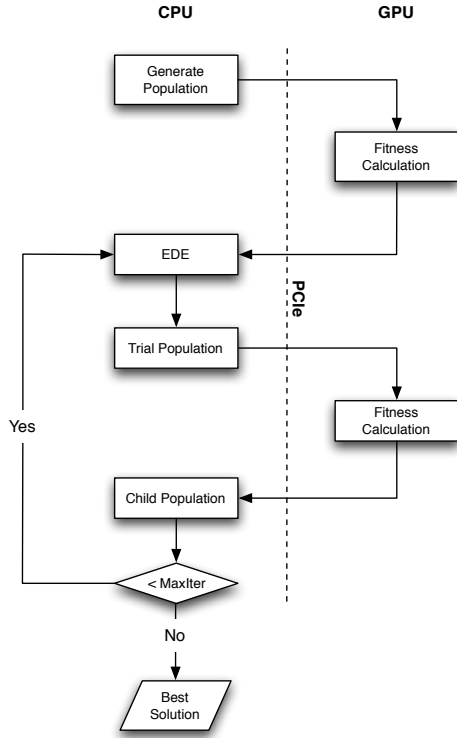 CPU
GPU
Generate
Population
Fitness
Calculation
EDE
PCIe
Trial Population
Fitness
Calculation
Yes
Child Population
< MaxIter
No
Best
Solution